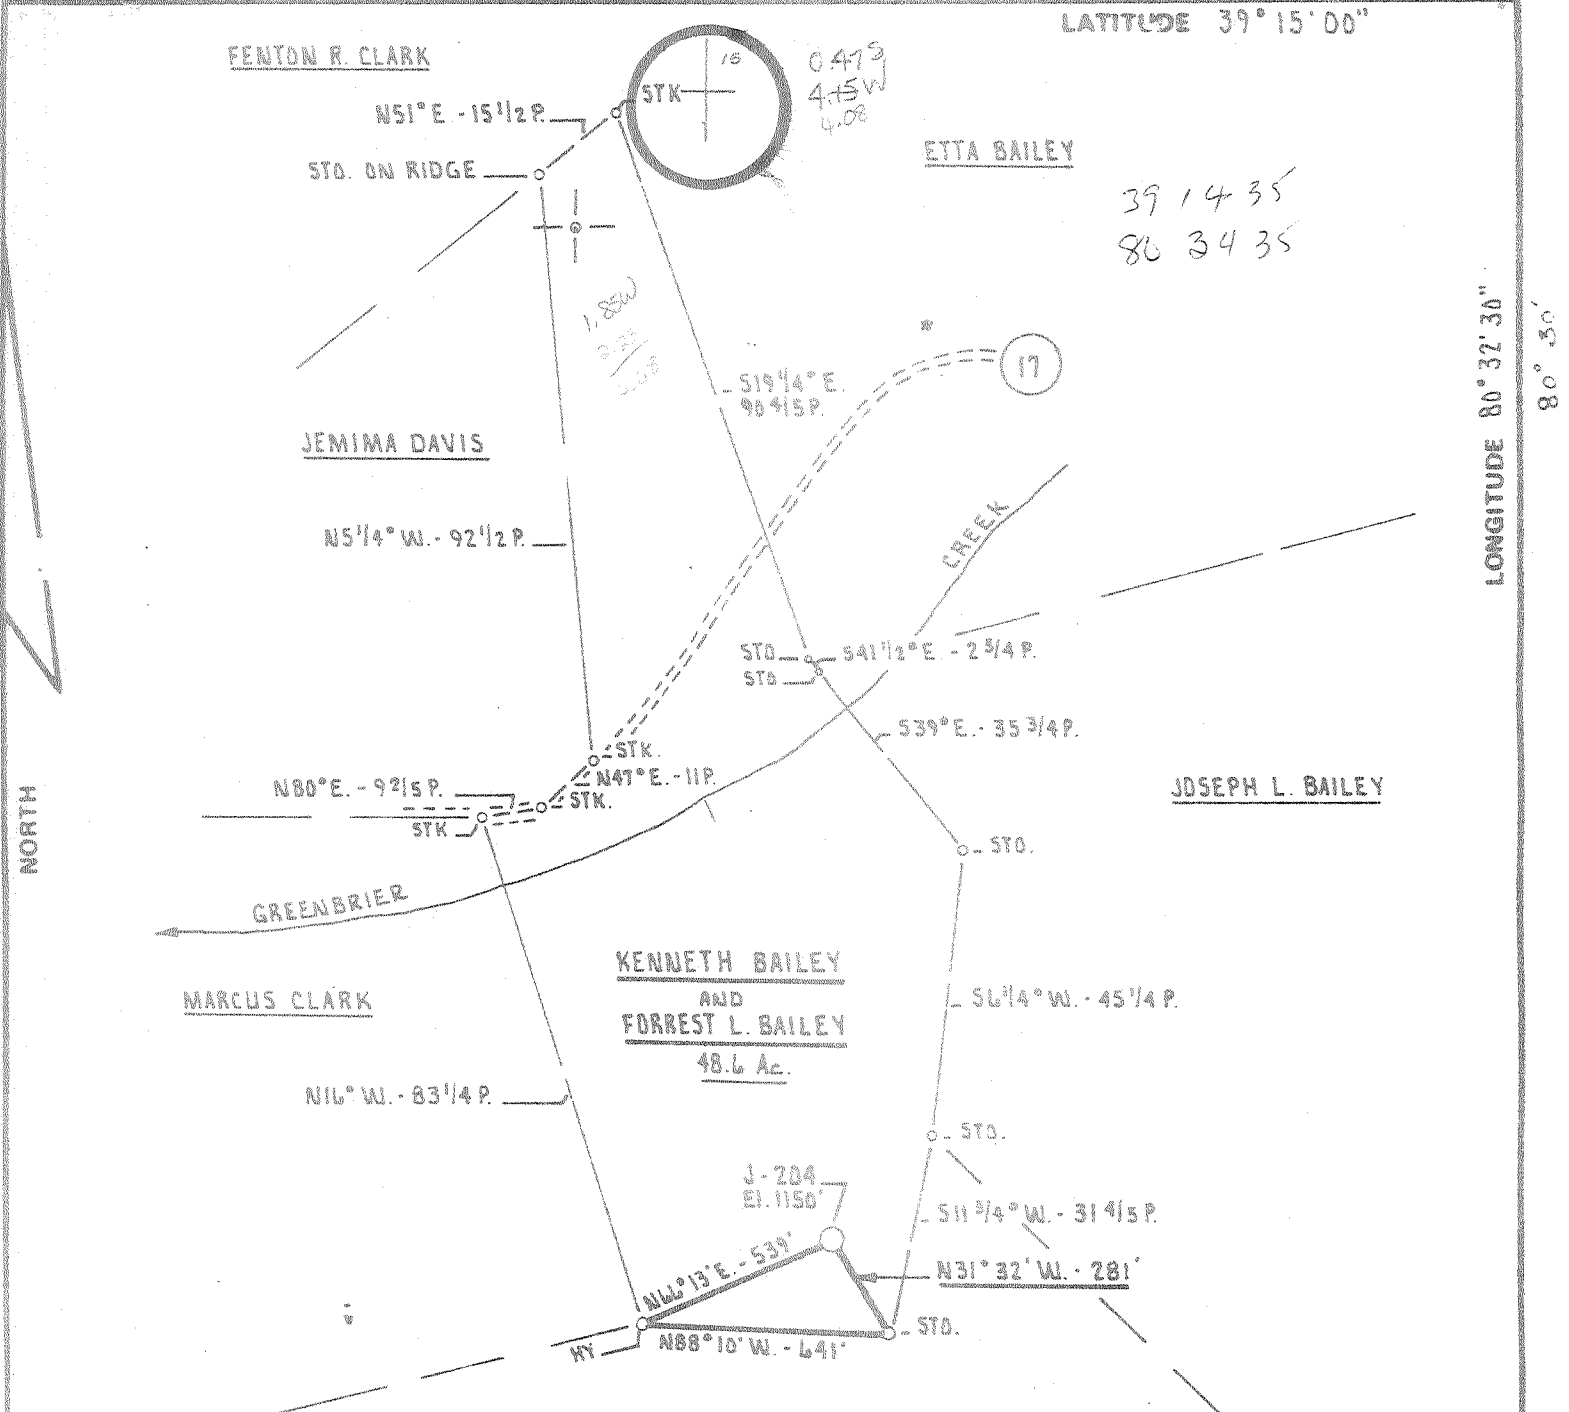 LATITUDE 39° 15' 00"
FENTON R. CLARK
15
0.47 S
4.15 W
4.08
STK
N51° E. - 15 1/2 P.
ETTA BAILEY
STO. ON RIDGE
39 14 35
80 34 35
1.85W
LONGITUDE 80° 32' 30"
80° 30'
*
17
S19 1/4° E.
90 4/5 P.
JEMIMA DAVIS
N5 1/4° W. - 92 1/2 P.
CREEK
STO
S41 1/2° E. - 2 3/4 P.
STO
S39° E. - 35 3/4 P.
STK.
N47° E. - 11 P.
N80° E. - 9 2/5 P.
STK.
STK
JOSEPH L. BAILEY
NORTH
STO.
GREENBRIER
KENNETH BAILEY
AND
FORREST L. BAILEY
48.6 Ac.
MARCUS CLARK
S6 3/4° W. - 45 1/4 P.
N16° W. - 83 1/4 P.
STO.
J-204
El. 1150'
S11 3/4° W. - 31 4/5 P.
N66° 13' E. - 539'
N31° 32' W. - 281'
STO.
HY
N88° 10' W. - 641'